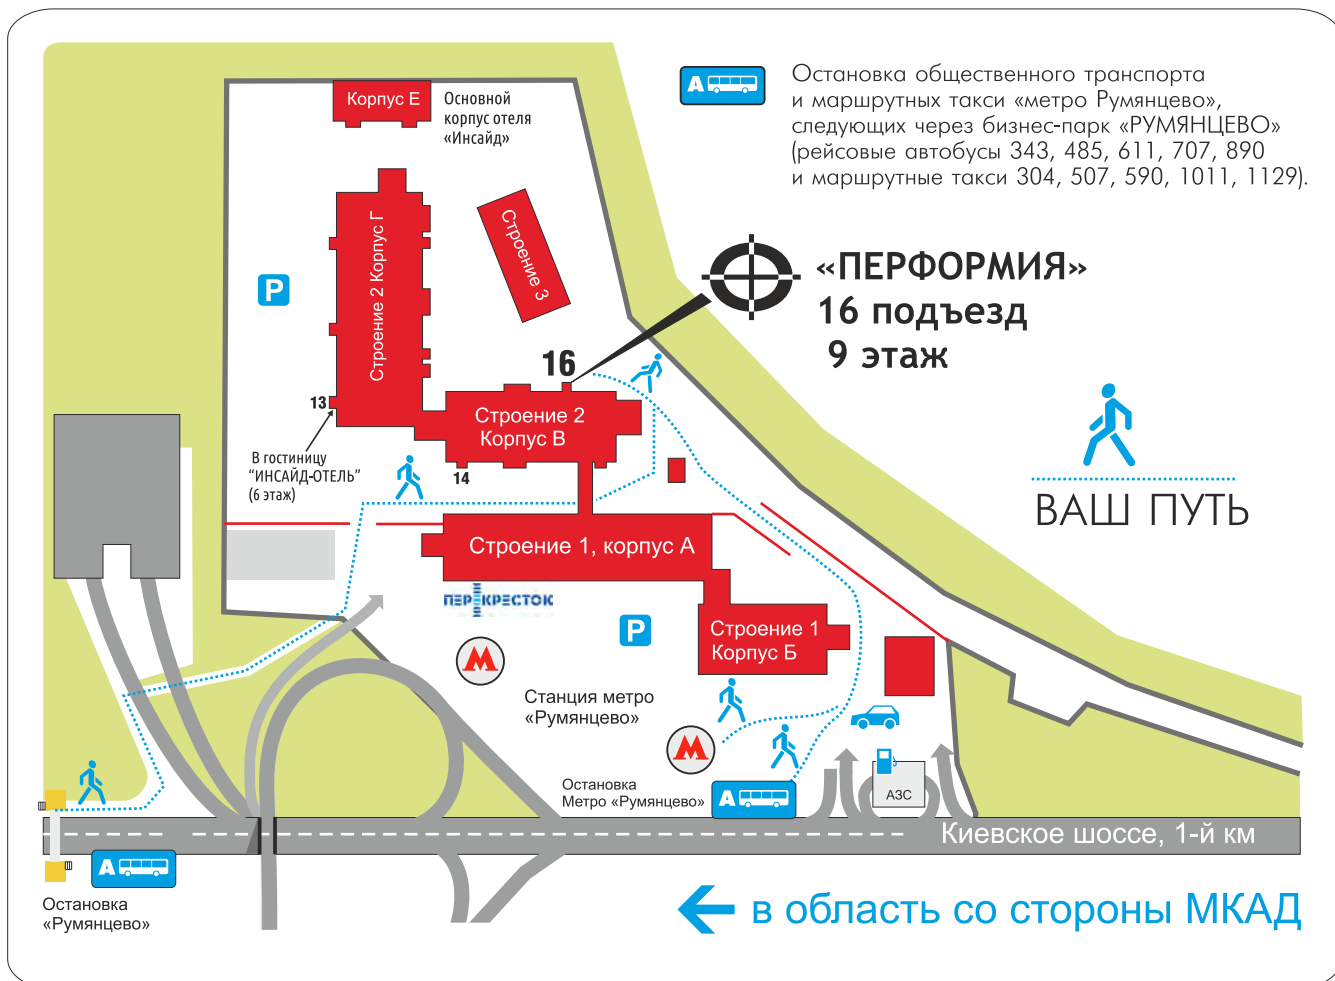 Остановка общественного транспорта
и маршрутных такси «метро Румянцево»,
следующих через бизнес-парк «РУМЯНЦЕВО»
(рейсовые автобусы 343, 485, 611, 707, 890
и маршрутные такси 304, 507, 590, 1011, 1129).
А
Корпус Е
Основной
корпус отеля
«Инсайд»
Строение 2 Корпус Г
Строение 3
P
«ПЕРФОРМИЯ»
16 подъезд
9 этаж
16
13
В гостиницу
"ИНСАЙД-ОТЕЛЬ"
(6 этаж)
Строение 2
Корпус В
14
ВАШ ПУТЬ
Строение 1, корпус А
ПЕРЕКРЕСТОК
P
Строение 1
Корпус Б
М
Станция метро
«Румянцево»
М
Остановка
Метро «Румянцево»
А
АЗС
Киевское шоссе, 1-й км
А
Остановка
«Румянцево»
в область со стороны МКАД